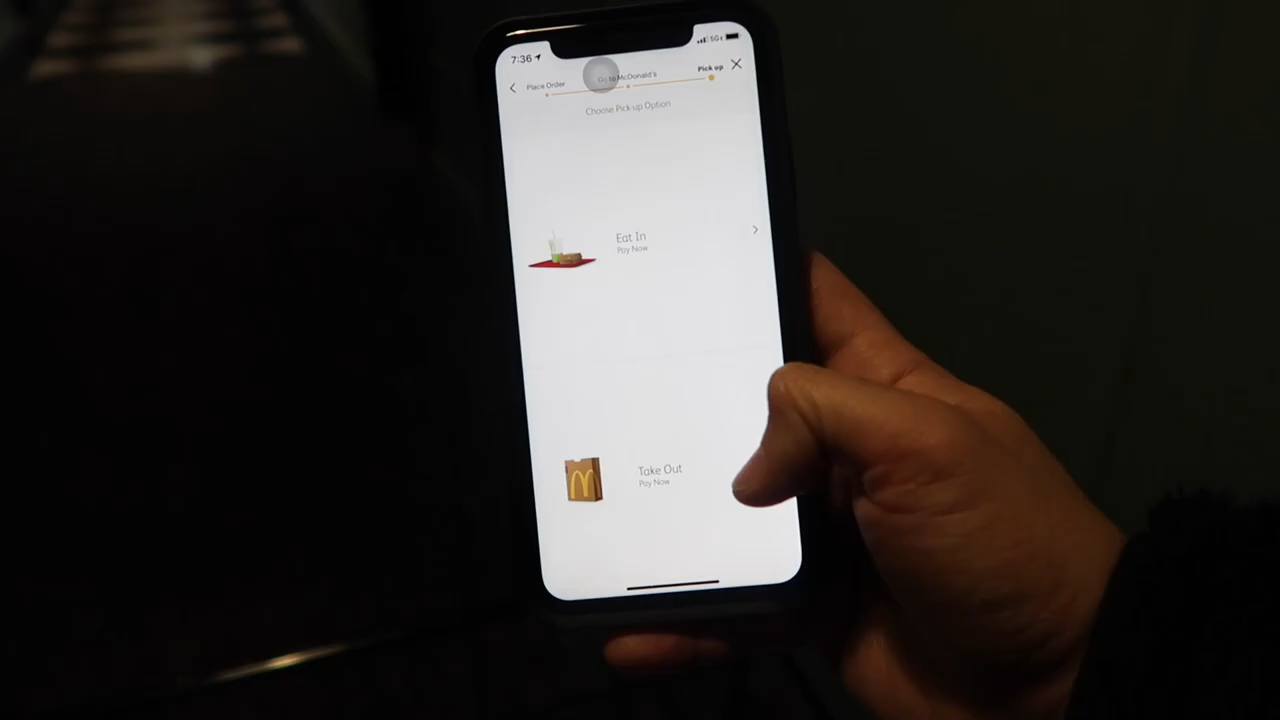 7:36 5G
Place Order Go to McDonald's Pick up
Choose Pick-up Option
Eat In
Pay Now
Take Out
Pay Now